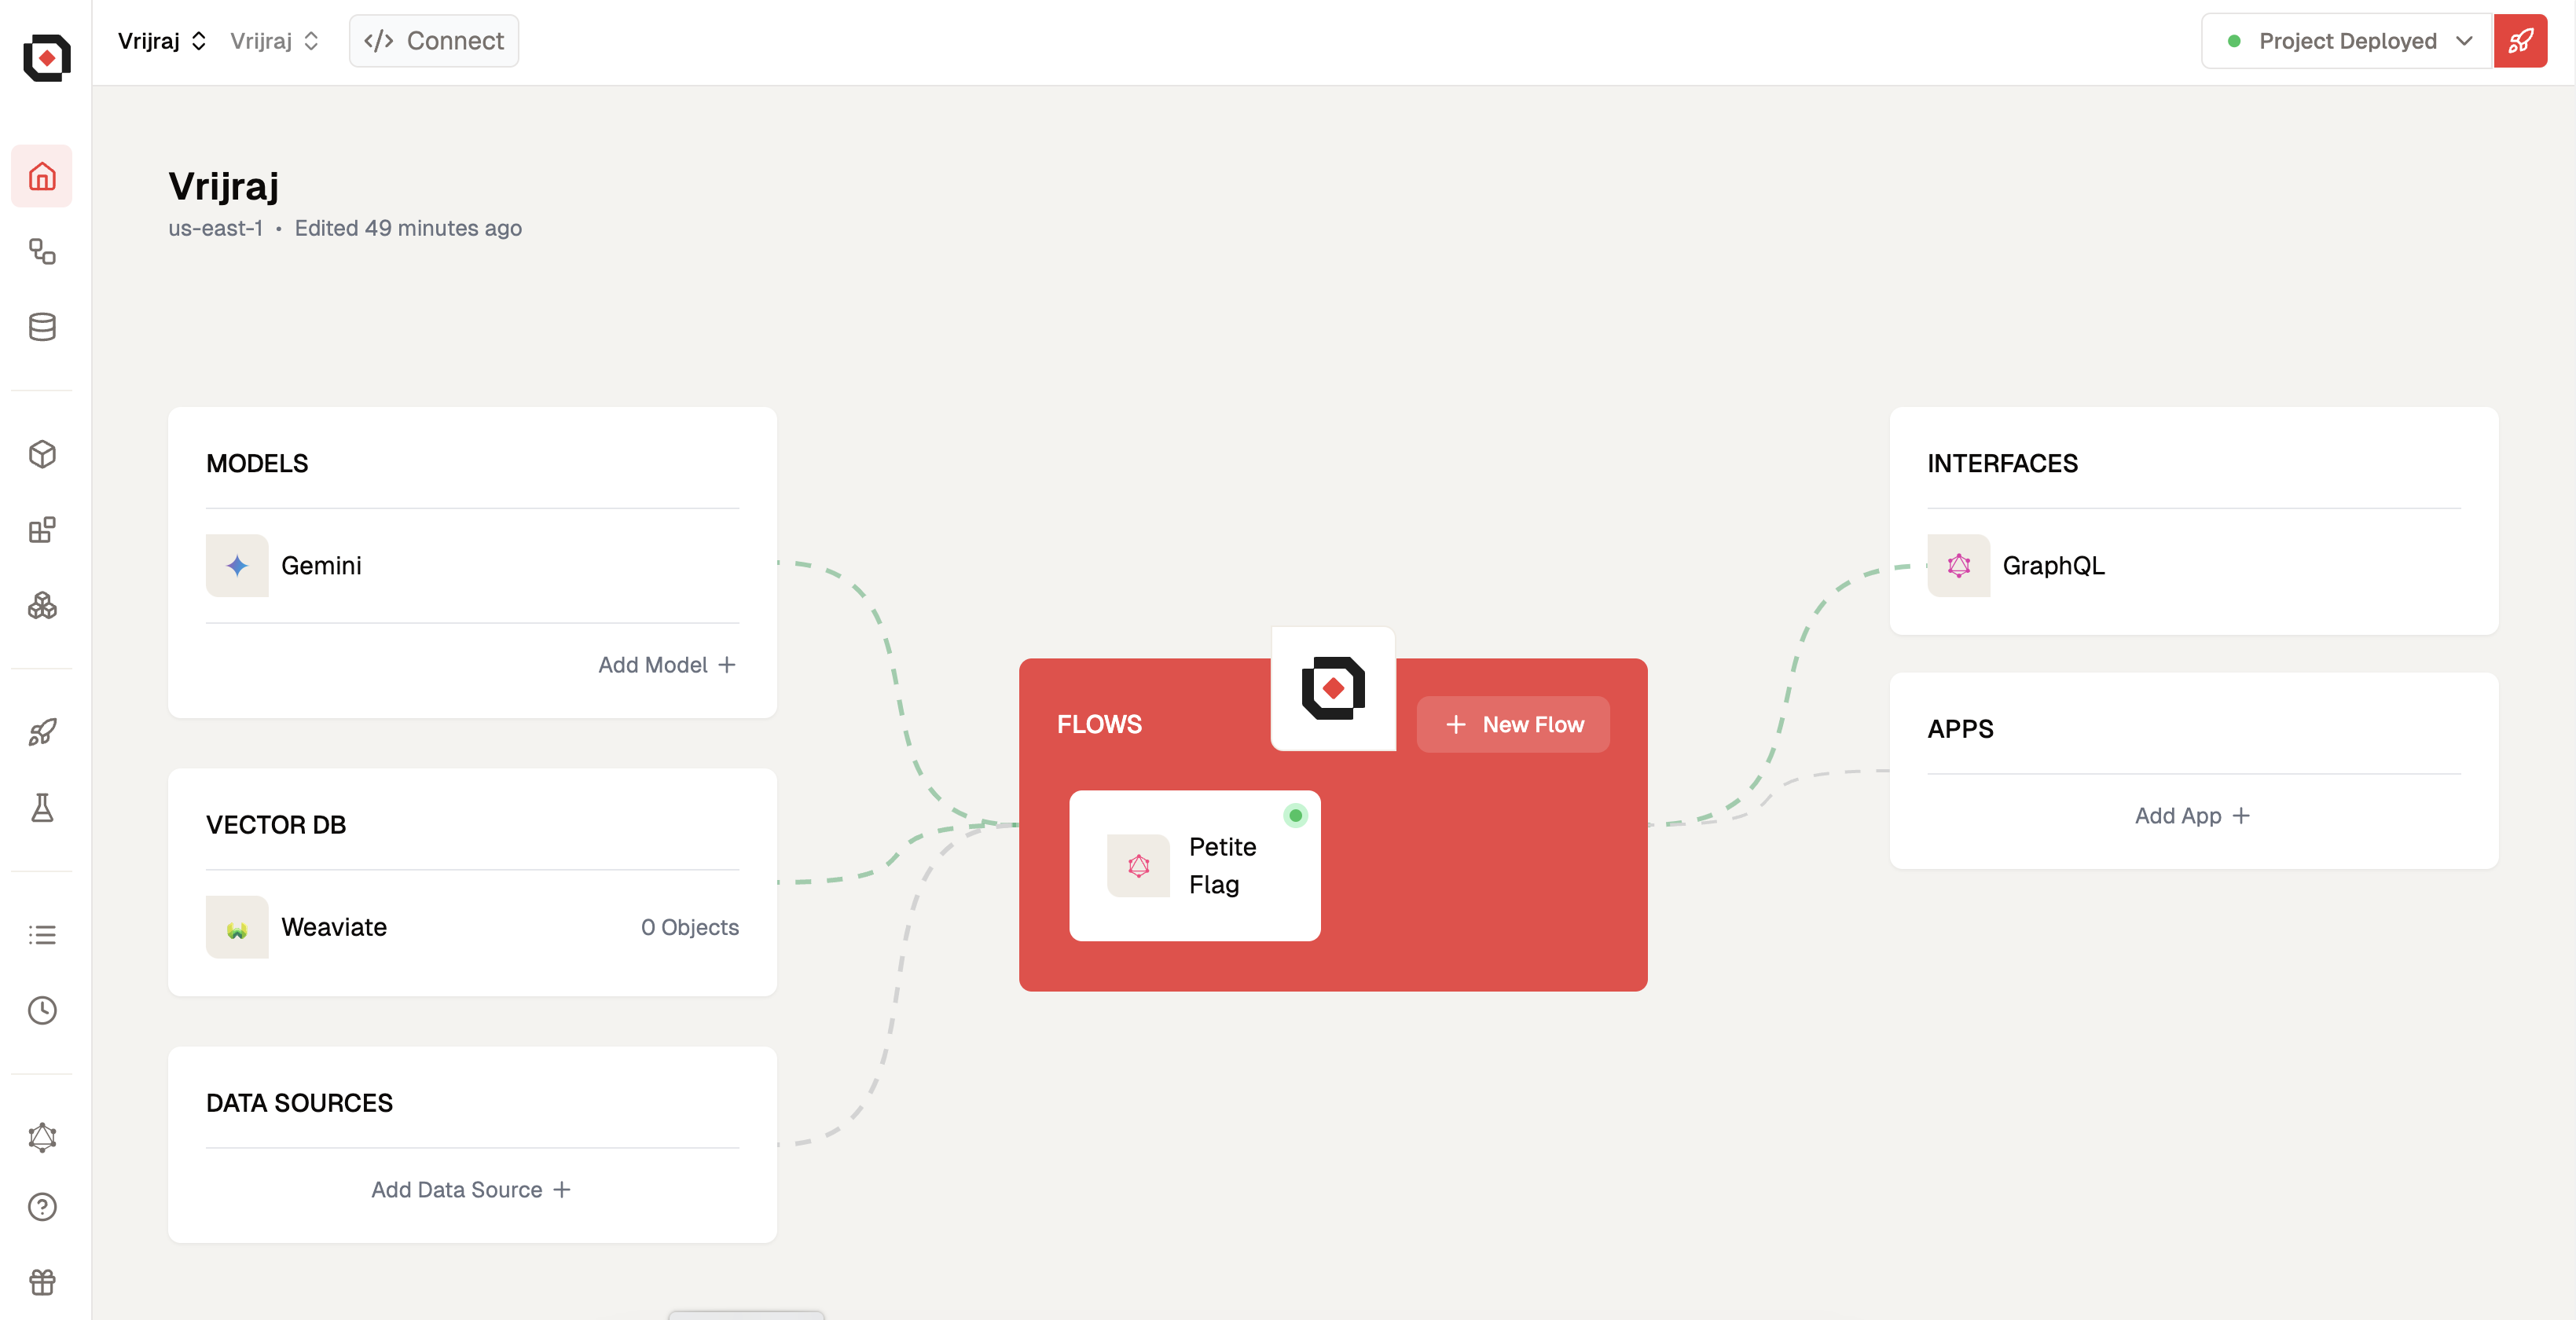 Vrijraj
Vrijraj
</> Connect
Project Deployed
Vrijraj
us-east-1 • Edited 49 minutes ago
MODELS
Gemini
Add Model +
VECTOR DB
Weaviate
0 Objects
DATA SOURCES
Add Data Source +
FLOWS
+ New Flow
Petite
Flag
INTERFACES
GraphQL
APPS
Add App +